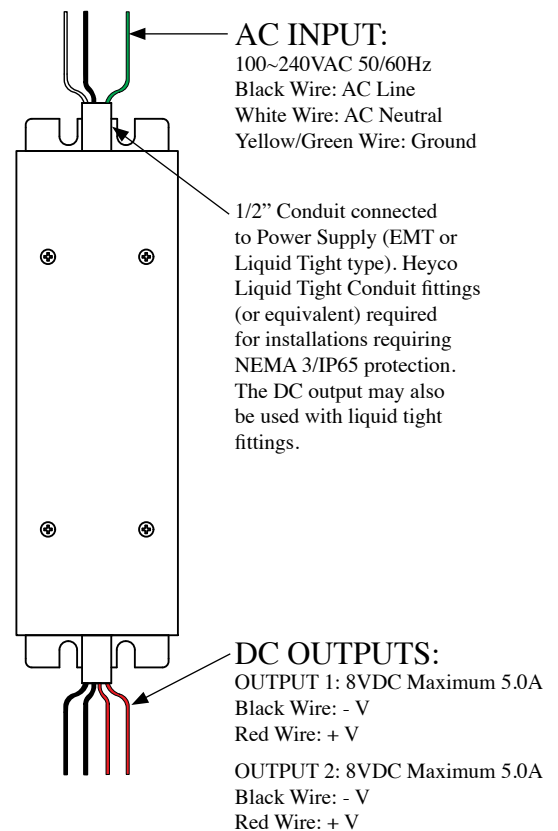 AC INPUT:
100~240VAC 50/60Hz
Black Wire: AC Line
White Wire: AC Neutral
Yellow/Green Wire: Ground
1/2” Conduit connected
to Power Supply (EMT or
Liquid Tight type). Heyco
Liquid Tight Conduit fittings
(or equivalent) required
for installations requiring
NEMA 3/IP65 protection.
The DC output may also
be used with liquid tight
fittings.
DC OUTPUTS:
OUTPUT 1: 8VDC Maximum 5.0A
Black Wire: - V
Red Wire: + V
OUTPUT 2: 8VDC Maximum 5.0A
Black Wire: - V
Red Wire: + V